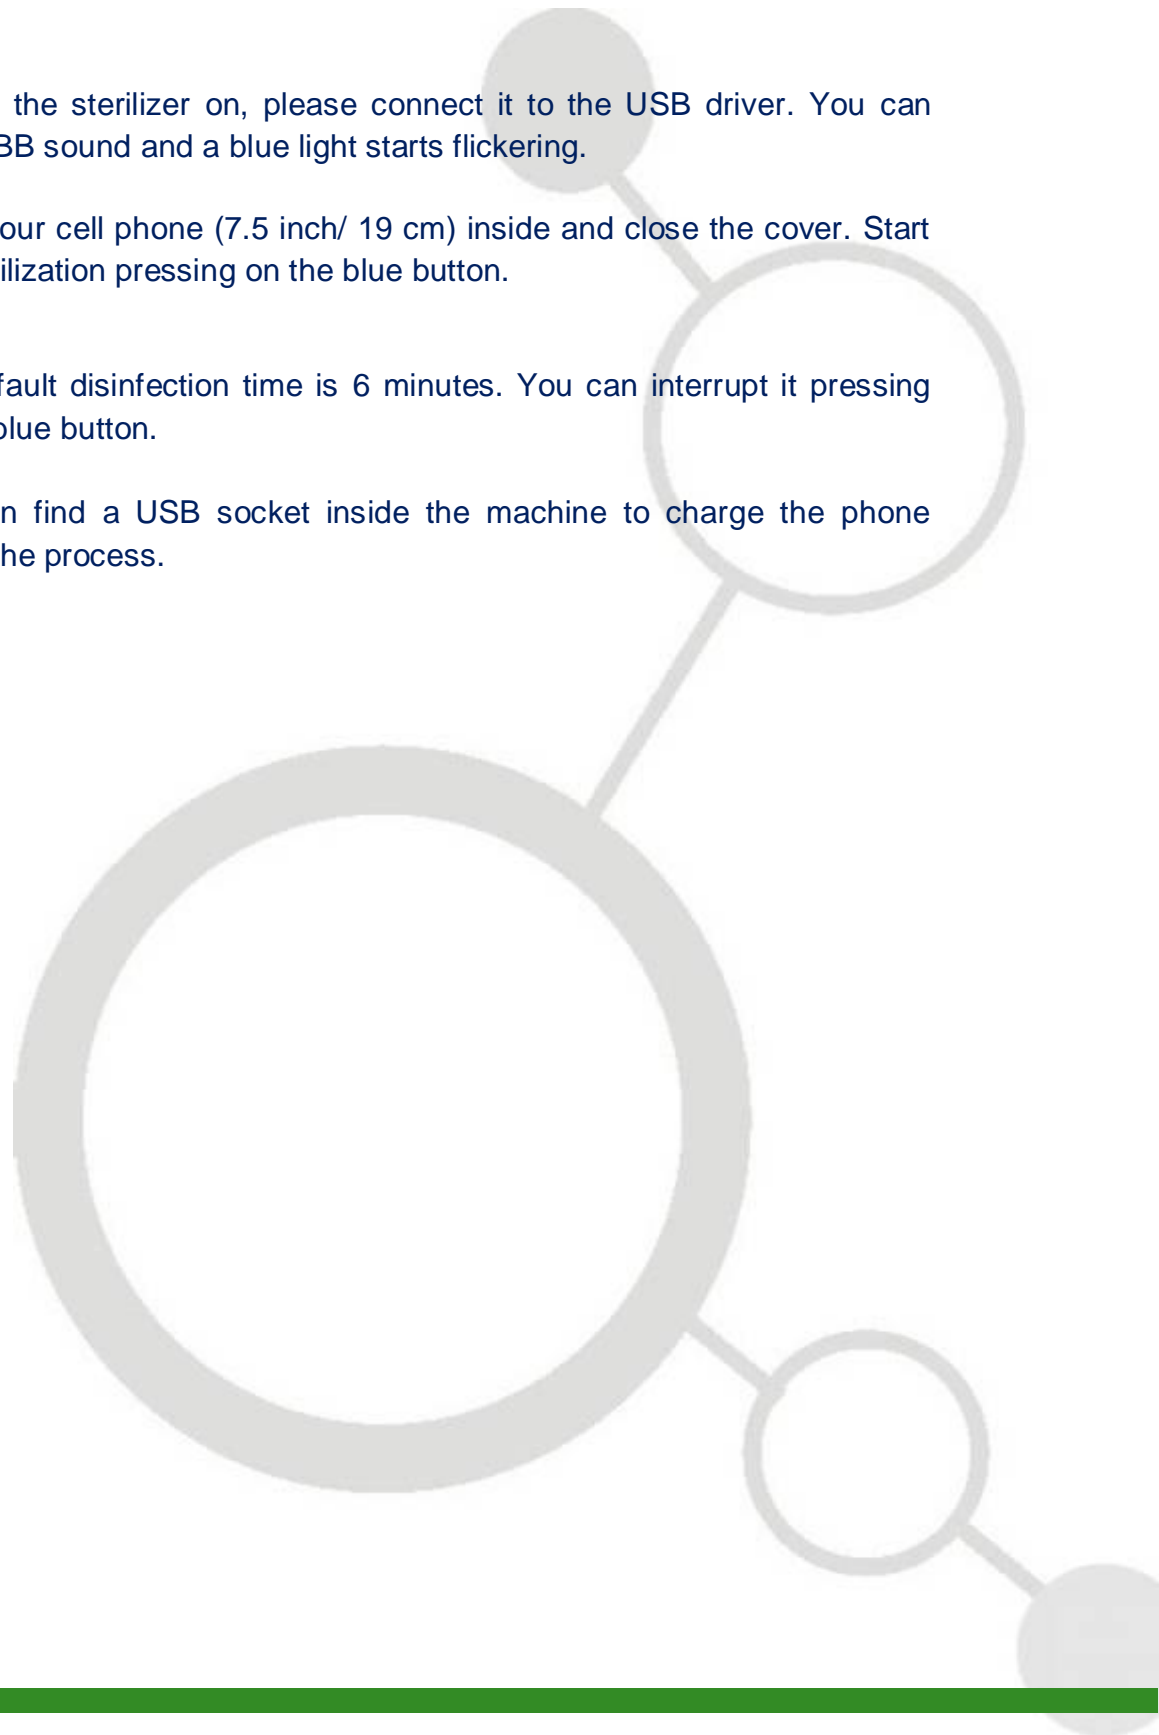 the sterilizer on, please connect it to the USB driver. You can
BB sound and a blue light starts flickering.
our cell phone (7.5 inch/ 19 cm) inside and close the cover. Start
ilization pressing on the blue button.
fault disinfection time is 6 minutes. You can interrupt it pressing
blue button.
n find a USB socket inside the machine to charge the phone
he process.